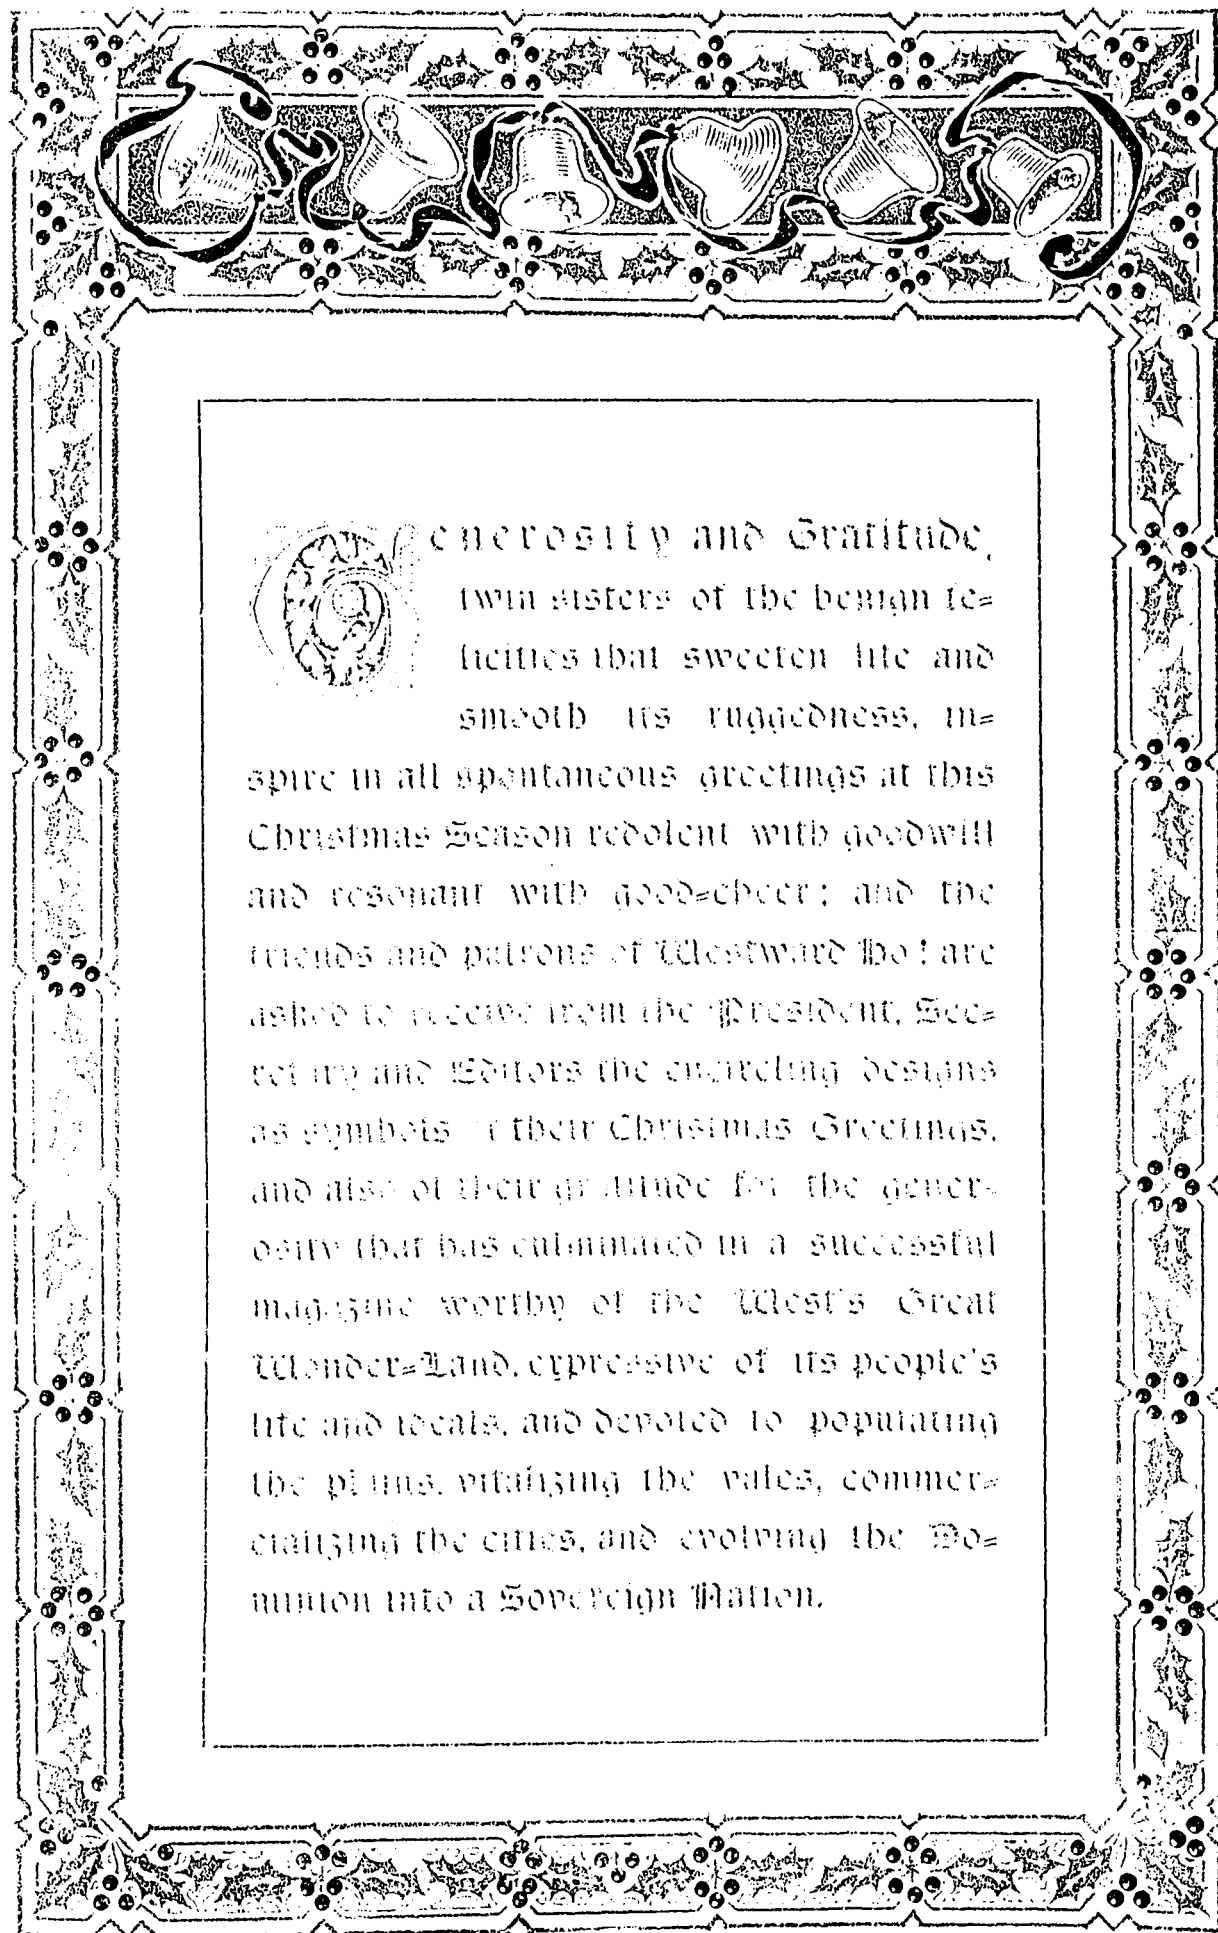 Generosity and Gratitude,
twin sisters of the benign fe=
licities that sweeten life and
smooth its ruggedness, in=
spire in all spontaneous greetings at this
Christmas Season redolent with goodwill
and resonant with good=cheer; and the
friends and patrons of Westward Ho! are
asked to receive from the President, Sec=
retary and Editors the encircling designs
as symbols of their Christmas Greetings,
and also of their gratitude for the gener=
osity that has culminated in a successful
magazine worthy of the West's Great
Wonder=Land, expressive of its people's
life and ideals, and devoted to populating
the plains, vitalizing the vales, commer=
cializing the cities, and evolving the Do=
minion into a Sovereign Nation.